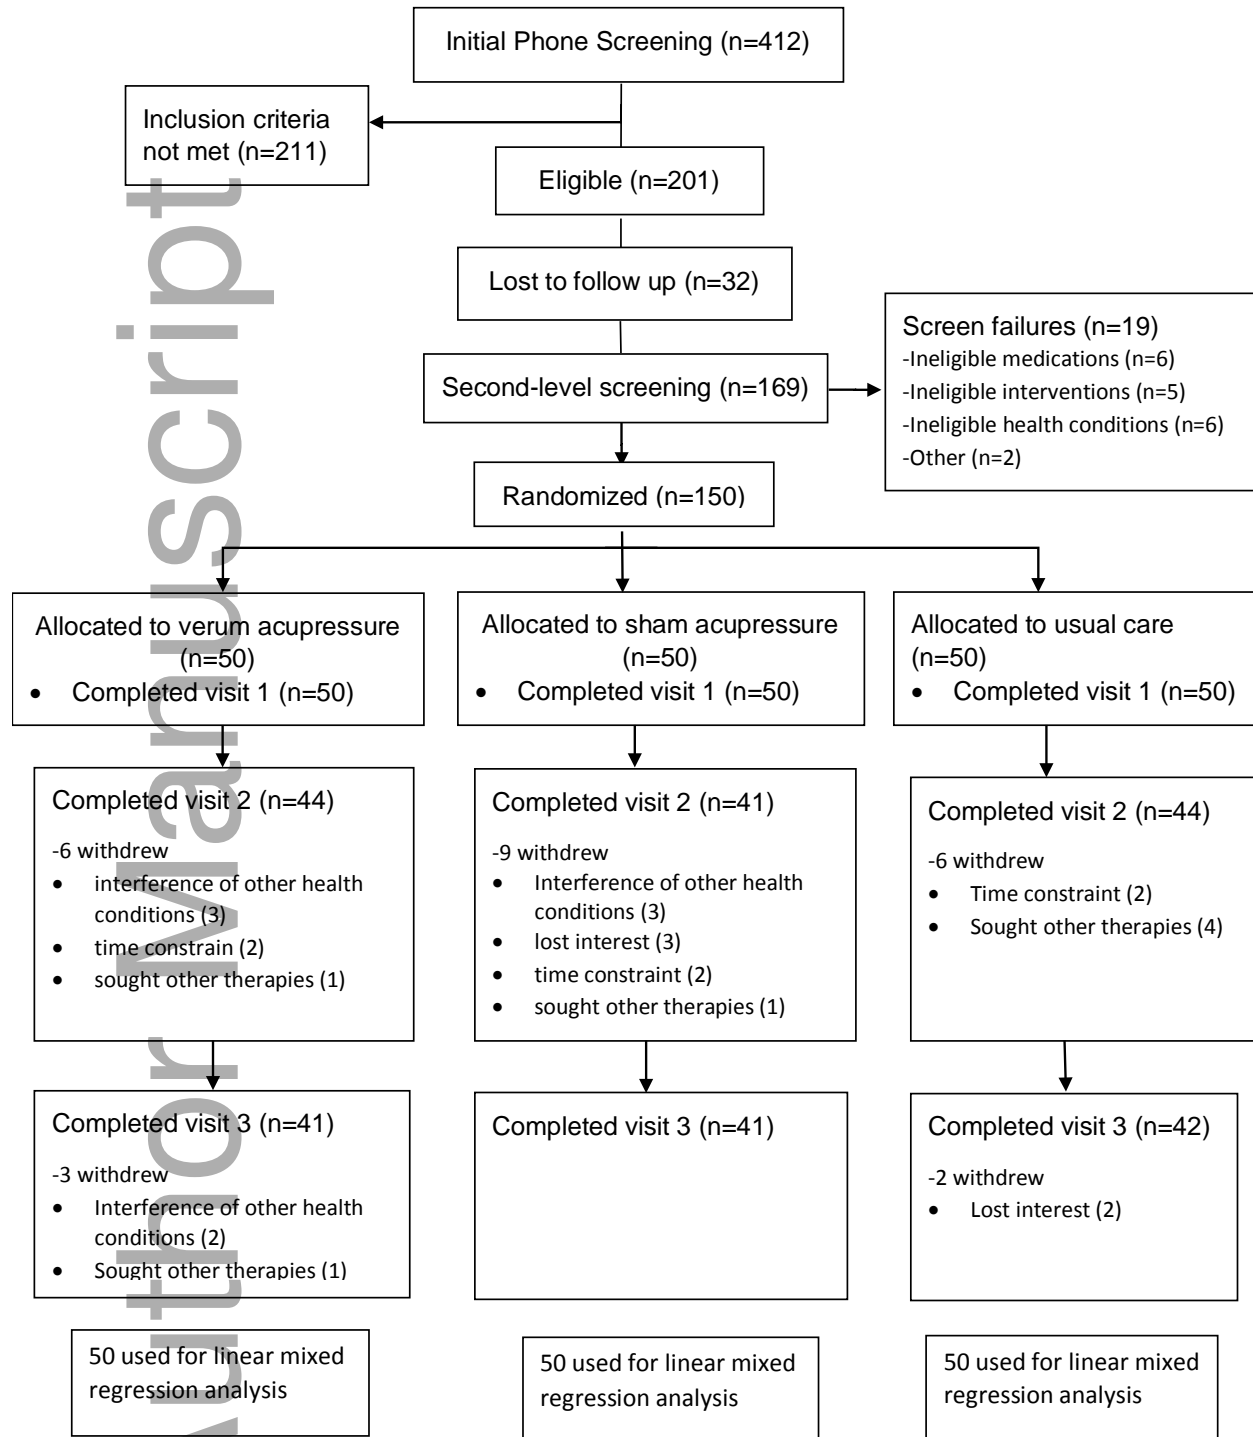 Initial Phone Screening (n=412)
Inclusion criteria
not met (n=211)
Eligible (n=201)
Lost to follow up (n=32)
Screen failures (n=19)
-Ineligible medications (n=6)
-Ineligible interventions (n=5)
-Ineligible health conditions (n=6)
-Other (n=2)
Second-level screening (n=169)
Randomized (n=150)
Allocated to verum acupressure
(n=50)
• Completed visit 1 (n=50)
Allocated to sham acupressure
(n=50)
• Completed visit 1 (n=50)
Allocated to usual care
(n=50)
• Completed visit 1 (n=50)
Completed visit 2 (n=44)
-6 withdrew
• interference of other health
conditions (3)
• time constrain (2)
• sought other therapies (1)
Completed visit 2 (n=41)
-9 withdrew
• Interference of other health
conditions (3)
• lost interest (3)
• time constraint (2)
• sought other therapies (1)
Completed visit 2 (n=44)
-6 withdrew
• Time constraint (2)
• Sought other therapies (4)
Completed visit 3 (n=41)
-3 withdrew
• Interference of other health
conditions (2)
• Sought other therapies (1)
Completed visit 3 (n=41)
Completed visit 3 (n=42)
-2 withdrew
• Lost interest (2)
50 used for linear mixed
regression analysis
50 used for linear mixed
regression analysis
50 used for linear mixed
regression analysis
Author Manuscript